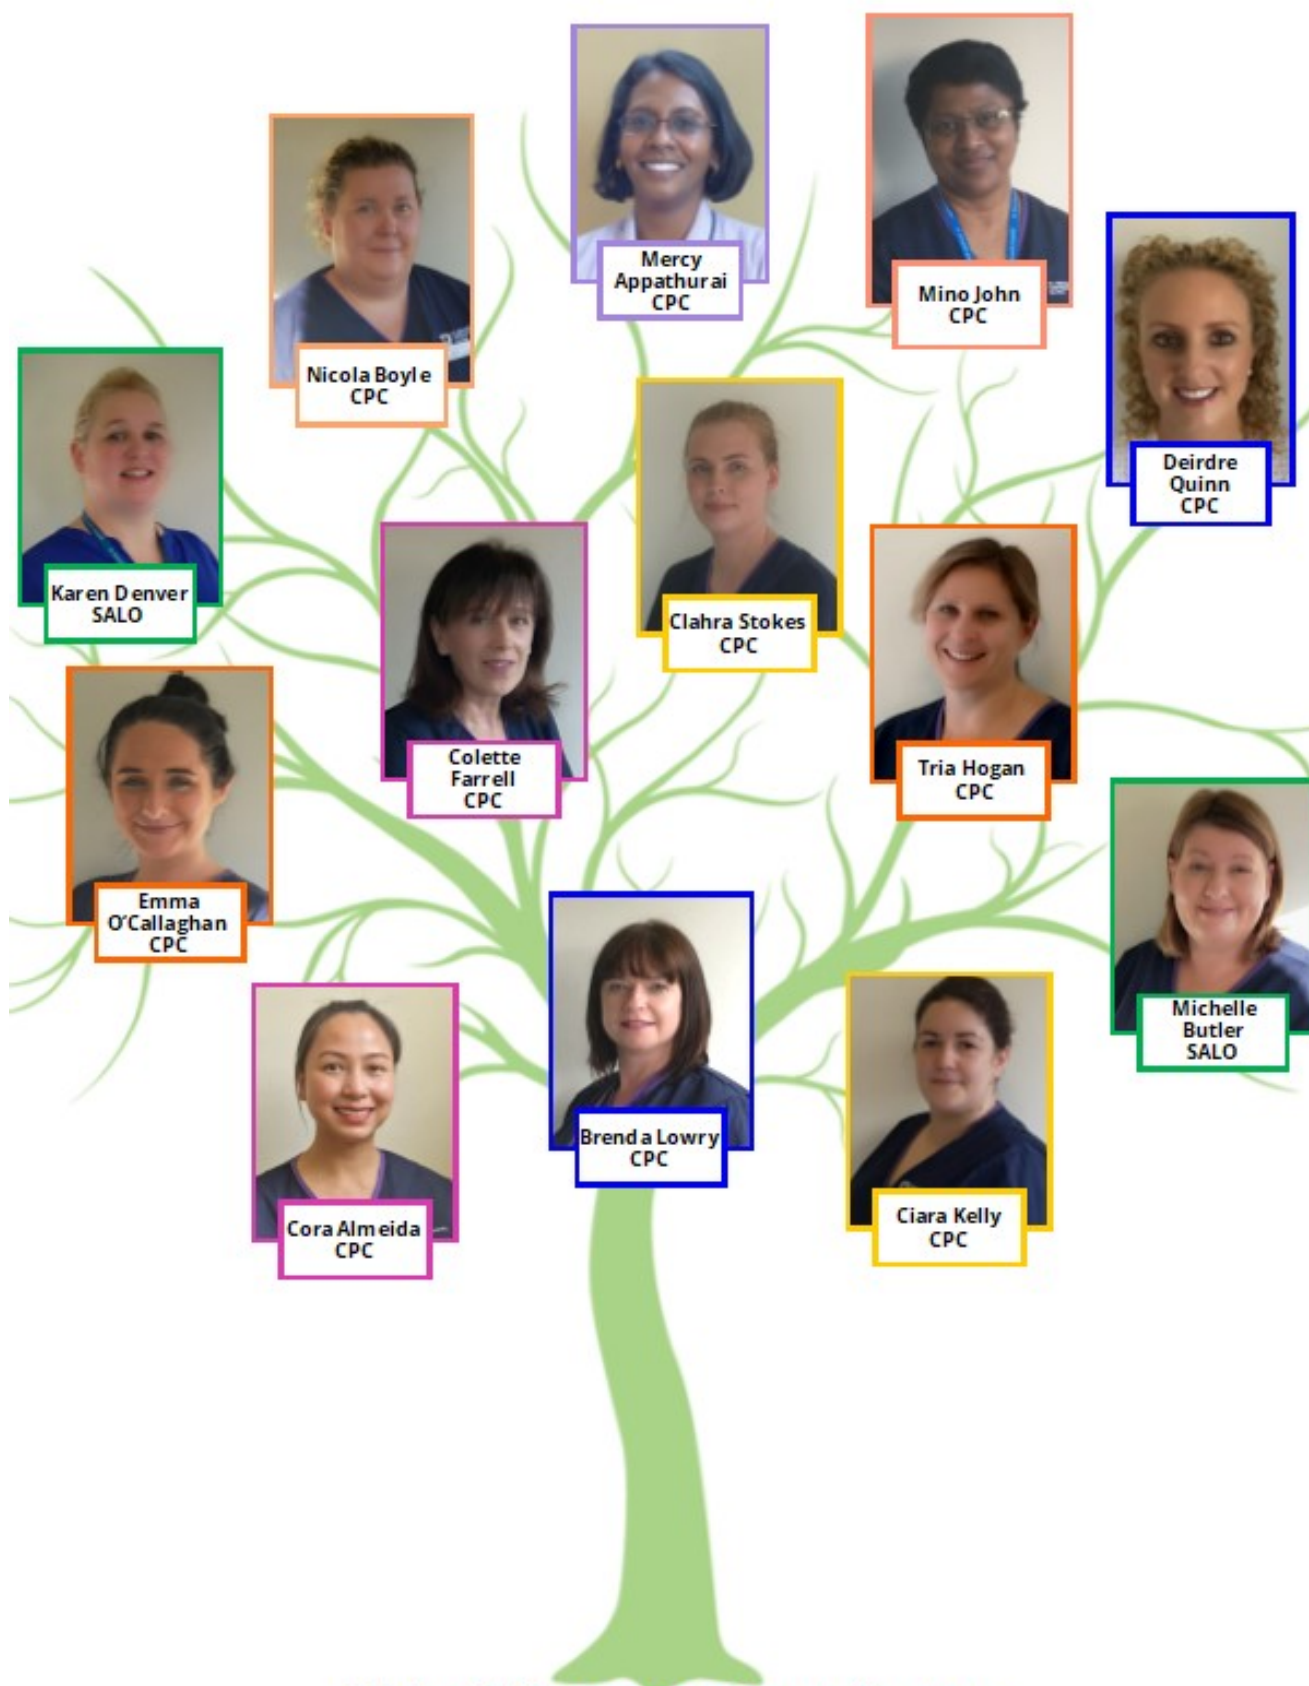 Mercy
Appathurai
CPC
Mino John
CPC
Nicola Boyle
CPC
Deirdre
Quinn
CPC
Karen Denver
SALO
Clahra Stokes
CPC
Colette
Farrell
CPC
Tria Hogan
CPC
Emma
O’Callaghan
CPC
Michelle
Butler
SALO
Brenda Lowry
CPC
Cora Almeida
CPC
Ciara Kelly
CPC